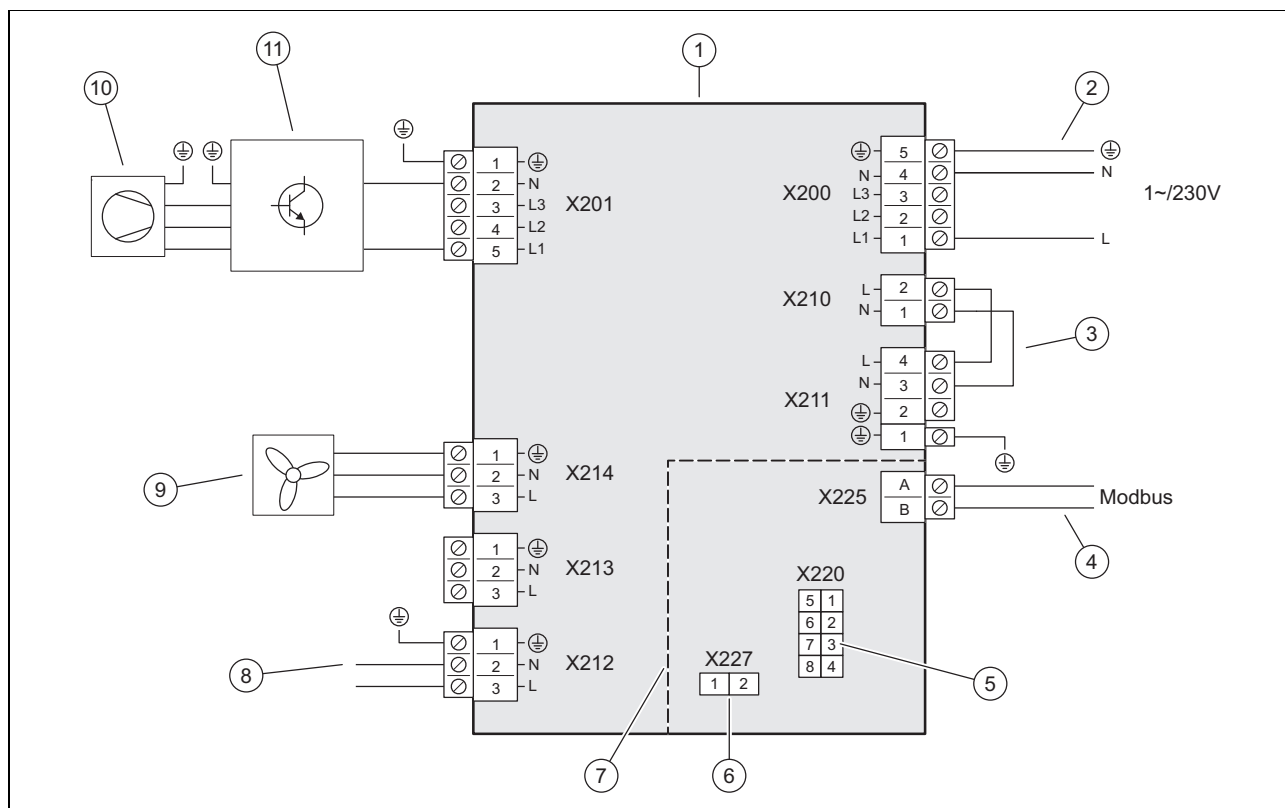 1
2
3
4
5
6
7
8
9
10
11
X201
1
2 N
3 L3
4 L2
5 L1
X200
5
N 4
L3 3
L2 2
L1 1
N
1~/230V
L
X210
L 2
N 1
X211
L 4
N 3
2
1
X214
1
2 N
3 L
X213
1
2 N
3 L
X212
1
2 N
3 L
X225
A
B
Modbus
X220
5 1
6 2
7 3
8 4
X227
1 2